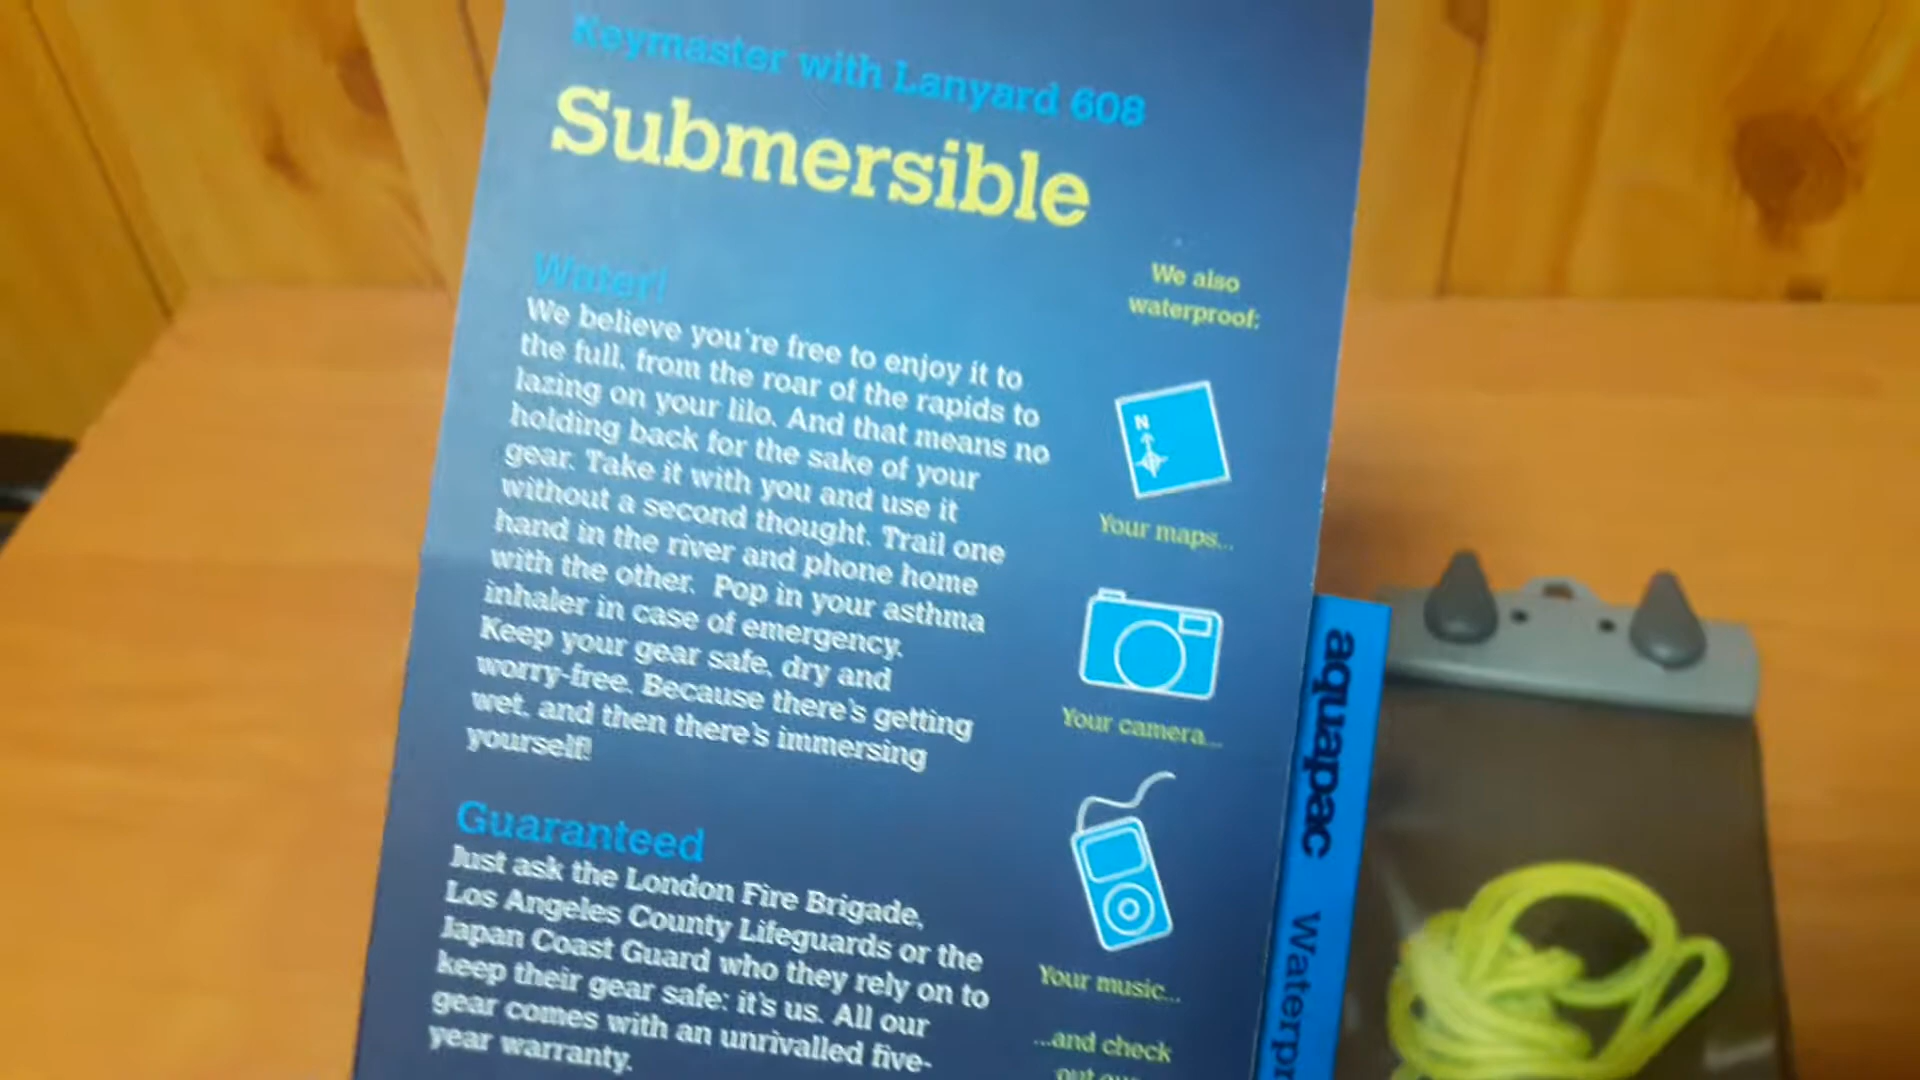 Keymaster with Lanyard 608
Submersible
Water!
We believe you're free to enjoy it to
the full, from the roar of the rapids to
lazing on your lilo. And that means no
holding back for the sake of your
gear. Take it with you and use it
without a second thought. Trail one
hand in the river and phone home
with the other. Pop in your asthma
inhaler in case of emergency.
Keep your gear safe, dry and
worry-free. Because there's getting
wet, and then there's immersing
yourself!
Guaranteed
Just ask the London Fire Brigade,
Los Angeles County Lifeguards or the
Japan Coast Guard who they rely on to
keep their gear safe: it's us. All our
gear comes with an unrivalled five-
year warranty.
We also
waterproof:
N
Your maps...
Your camera...
Your music...
...and check
out our
aquapac Waterpr